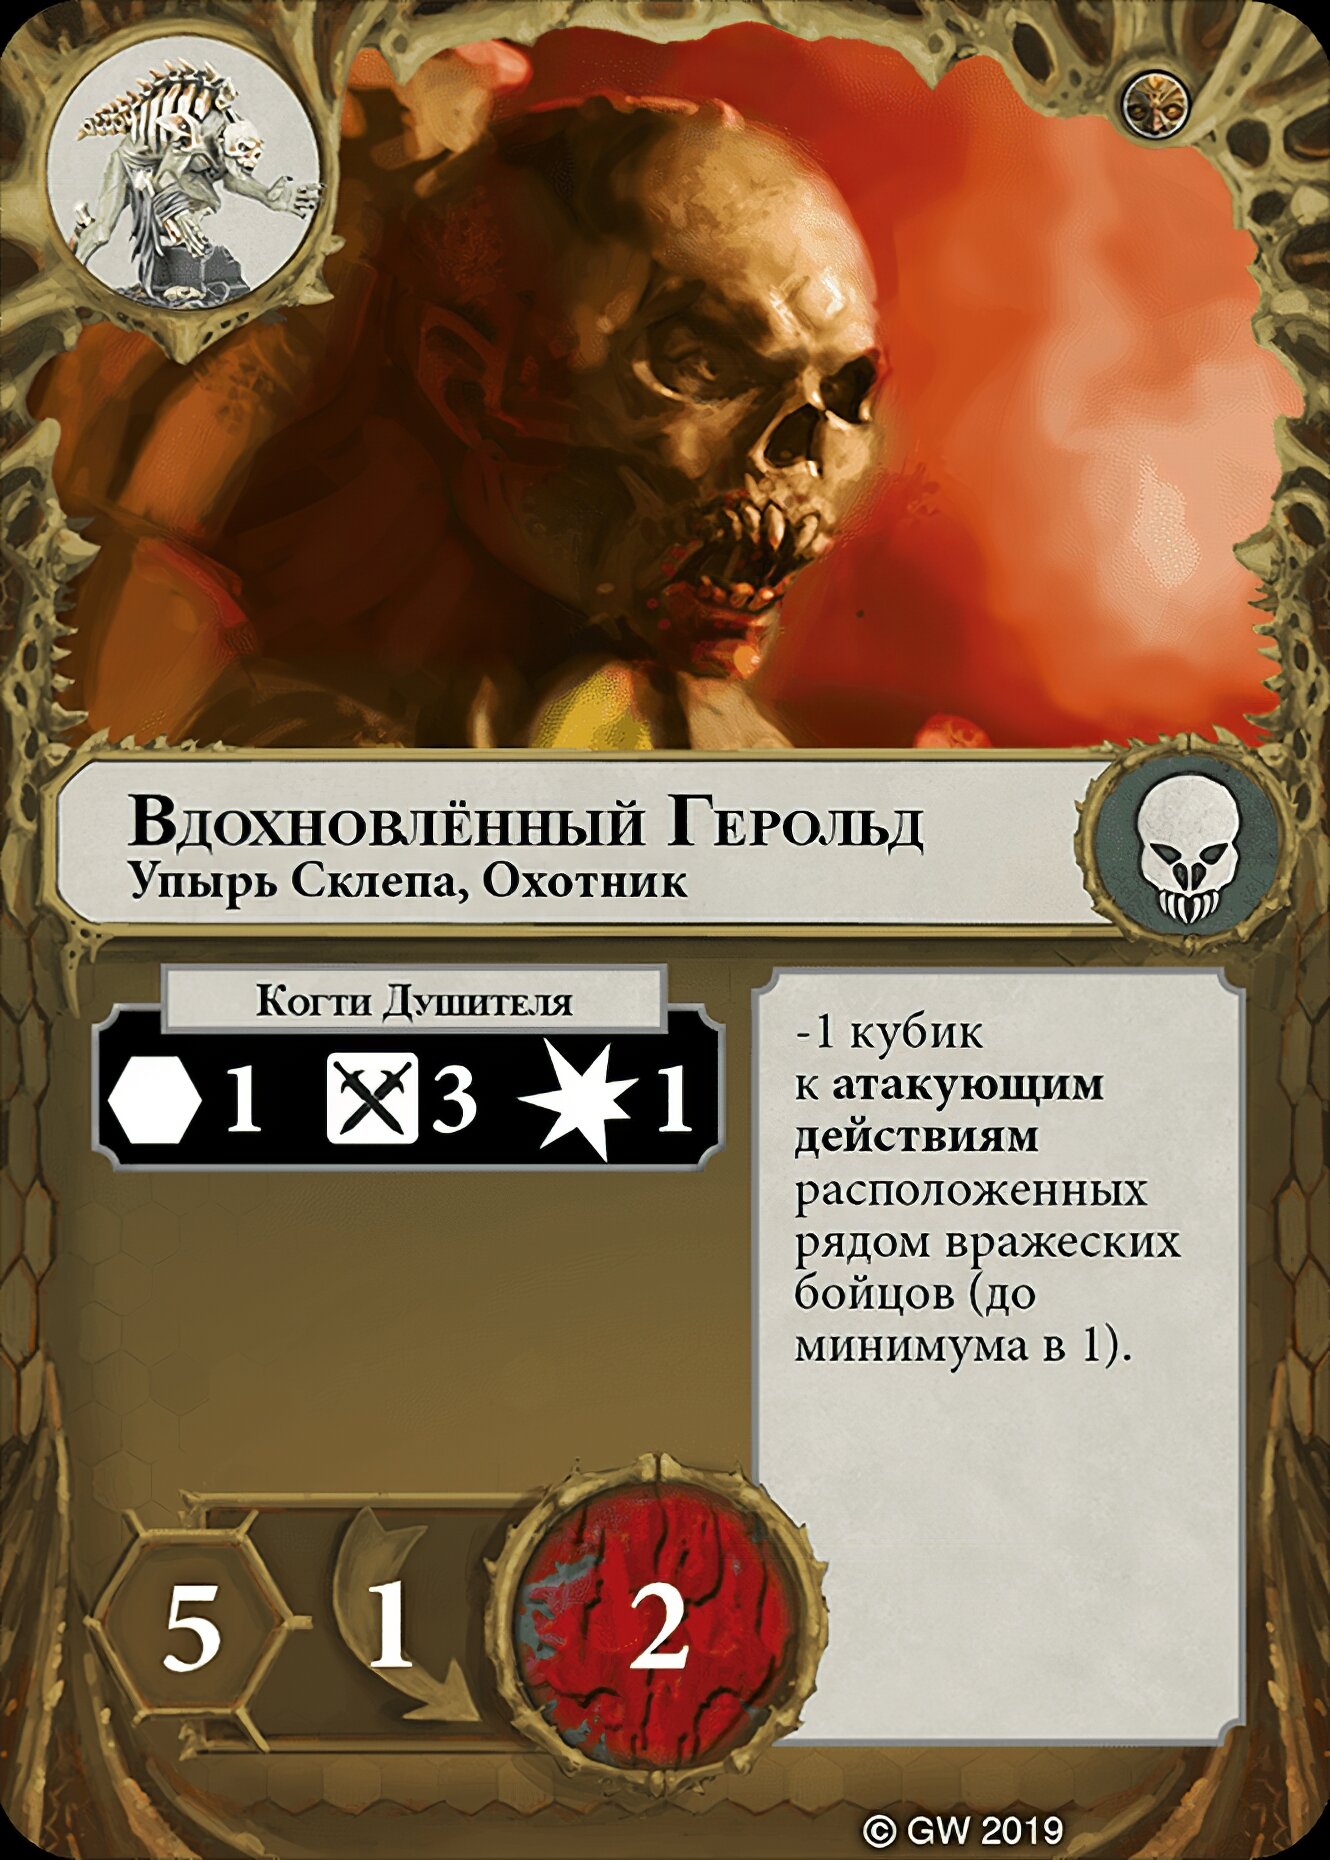 Вдохновлённый Герольд
Упырь Склепа, Охотник
Когти Душителя
1 3 1
-1 кубик
к атакующим
действиям
расположенных
рядом вражеских
бойцов (до
минимума в 1).
5 1 2
© GW 2019